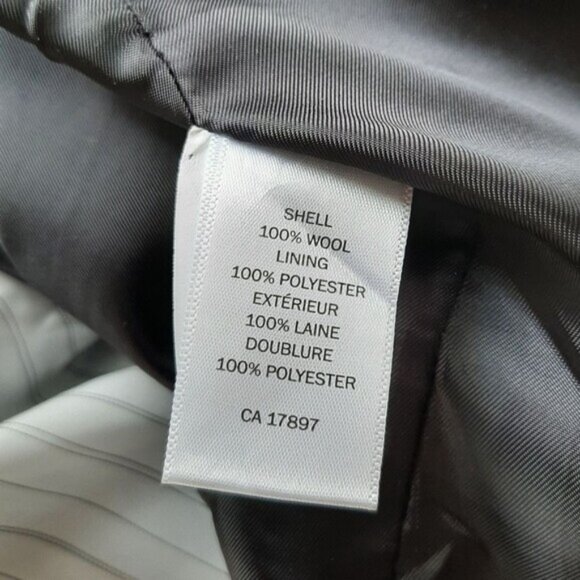 SHELL
100% WOOL
LINING
100% POLYESTER
EXTÉRIEUR
100% LAINE
DOUBLURE
100% POLYESTER
CA 17897